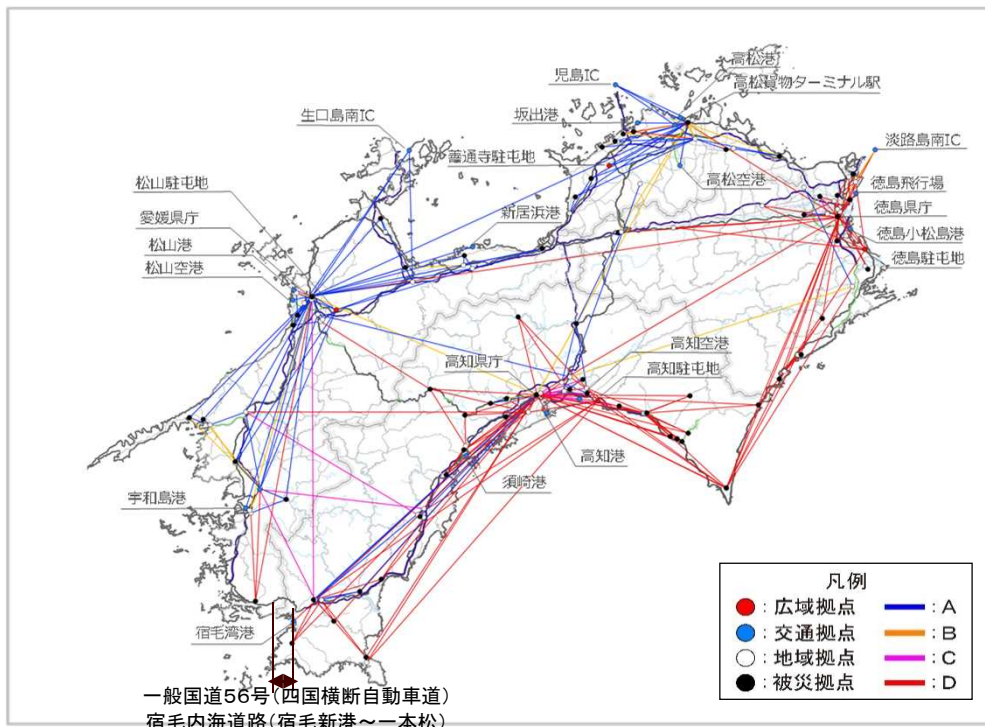 高松港
児島IC
高松貨物ターミナル駅
坂出港
生口島南IC
淡路島南IC
善通寺駐屯地
高松空港
徳島飛行場
松山駐屯地
徳島県庁
愛媛県庁
新居浜港
徳島小松島港
松山港
徳島駐屯地
松山空港
高知空港
高知県庁
高知駐屯地
高知港
須崎港
宇和島港
宿毛湾港
凡例
：広域拠点 ：A
：交通拠点 ：B
：地域拠点 ：C
：被災拠点 ：D
一般国道56号(四国横断自動車道)
宿毛内海道路(宿毛新港～一本松)